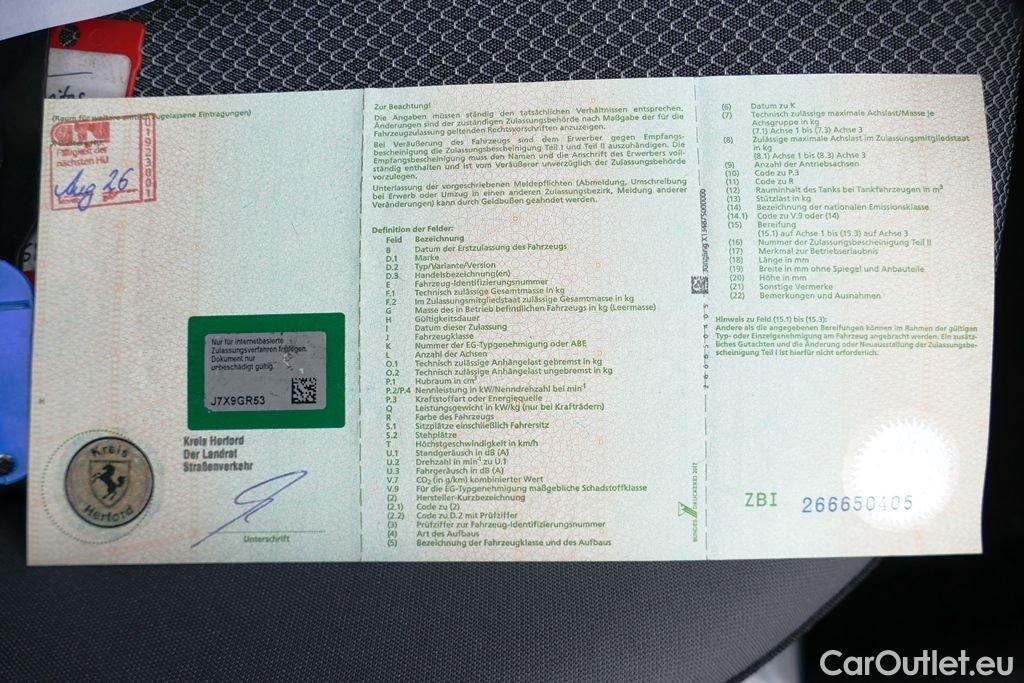 (Raum für weitere amtlich zugelassene Eintragungen)
Fälligkeit der
nächsten HU
Aug 26
0192300
Nur für internetbasierte
Zulassungsverfahren freilegen.
Dokument nur
unbeschädigt gültig.
J7X9GR53
Kreis Herford
Der Landrat
Straßenverkehr
Kreis
Herford
Unterschrift
Zur Beachtung!
Die Angaben müssen ständig den tatsächlichen Verhältnissen entsprechen.
Änderungen sind der zuständigen Zulassungsbehörde nach Maßgabe der für die
Fahrzeugzulassung geltenden Rechtsvorschriften anzuzeigen.
Bei Veräußerung des Fahrzeugs sind dem Erwerber gegen Empfangs-
bescheinigung die Zulassungsbescheinigung Teil I und Teil II auszuhändigen. Die
Empfangsbescheinigung muss den Namen und die Anschrift des Erwerbers voll-
ständig enthalten und ist vom Veräußerer unverzüglich der Zulassungsbehörde
vorzulegen.
Unterlassung der vorgeschriebenen Meldepflichten (Abmeldung, Umschreibung
bei Erwerb oder Umzug in einen anderen Zulassungsbezirk, Meldung anderer
Veränderungen) kann durch Geldbußen geahndet werden.
Definition der Felder:
Feld Bezeichnung
B Datum der Erstzulassung des Fahrzeugs
D.1 Marke
D.2 Typ/Variante/Version
D.3 Handelsbezeichnung(en)
E Fahrzeug-Identifizierungsnummer
F.1 Technisch zulässige Gesamtmasse in kg
F.2 Im Zulassungsmitgliedstaat zulässige Gesamtmasse in kg
G Masse des in Betrieb befindlichen Fahrzeugs in kg (Leermasse)
H Gültigkeitsdauer
I Datum dieser Zulassung
J Fahrzeugklasse
K Nummer der EG-Typgenehmigung oder ABE
L Anzahl der Achsen
O.1 Technisch zulässige Anhängelast gebremst in kg
O.2 Technisch zulässige Anhängelast ungebremst in kg
P.1 Hubraum in cm³
P.2/P.4 Nennleistung in kW/Nenndrehzahl bei min⁻¹
P.3 Kraftstoffart oder Energiequelle
Q Leistungsgewicht in kW/kg (nur bei Krafträdern)
R Farbe des Fahrzeugs
S.1 Sitzplätze einschließlich Fahrersitz
S.2 Stehplätze
T Höchstgeschwindigkeit in km/h
U.1 Standgeräusch in dB (A)
U.2 Drehzahl in min⁻¹ zu U.1
U.3 Fahrgeräusch in dB (A)
V.7 CO₂ (in g/km) kombinierter Wert
V.9 Für die EG-Typgenehmigung maßgebliche Schadstoffklasse
(2) Hersteller-Kurzbezeichnung
(2.1) Code zu (2)
(2.2) Code zu D.2 mit Prüfziffer
(3) Prüfziffer zur Fahrzeug-Identifizierungsnummer
(4) Art des Aufbaus
(5) Bezeichnung der Fahrzeugklasse und des Aufbaus
(6) Datum zu K
(7) Technisch zulässige maximale Achslast/Masse je
Achsgruppe in kg
(7.1) Achse 1 bis (7.3) Achse 3
(8) Zulässige maximale Achslast im Zulassungsmitgliedstaat
in kg
(8.1) Achse 1 bis (8.3) Achse 3
(9) Anzahl der Antriebsachsen
(10) Code zu P.3
(11) Code zu R
(12) Rauminhalt des Tanks bei Tankfahrzeugen in m³
(13) Stützlast in kg
(14) Bezeichnung der nationalen Emissionsklasse
(14.1) Code zu V.9 oder (14)
(15) Bereifung
(15.1) auf Achse 1 bis (15.3) auf Achse 3
(16) Nummer der Zulassungsbescheinigung Teil II
(17) Merkmal zur Betriebserlaubnis
(18) Länge in mm
(19) Breite in mm ohne Spiegel und Anbauteile
(20) Höhe in mm
(21) Sonstige Vermerke
(22) Bemerkungen und Ausnahmen
Hinweis zu Feld (15.1) bis (15.3):
Andere als die angegebenen Bereifungen können im Rahmen der gültigen
Typ- oder Einzelgenehmigung am Fahrzeug angebracht werden. Ein zusätz-
liches Gutachten und die Änderung oder Neuausstellung der Zulassungsbe-
scheinigung Teil I ist hierfür nicht erforderlich.
ZBI 266650405
CarOutlet.eu